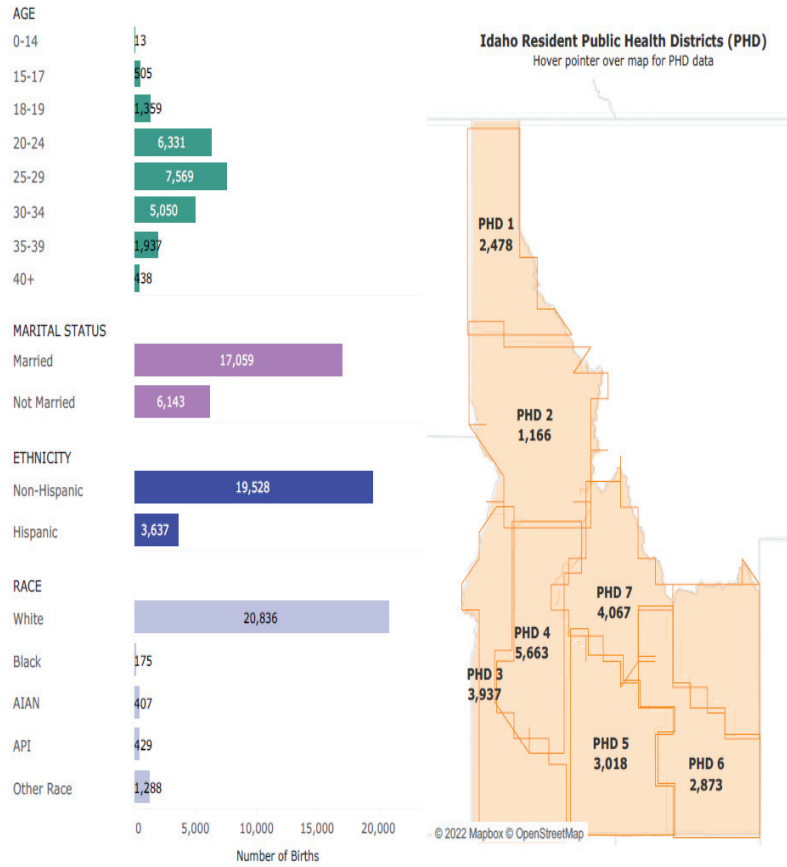 AGE
0-14 13
15-17 505
18-19 1,359
20-24 6,331
25-29 7,569
30-34 5,050
35-39 1,937
40+ 438
MARITAL STATUS
Married 17,059
Not Married 6,143
ETHNICITY
Non-Hispanic 19,528
Hispanic 3,637
RACE
White 20,836
Black 175
AIAN 407
API 429
Other Race 1,288
0 5,000 10,000 15,000 20,000
Number of Births
Idaho Resident Public Health Districts (PHD)
Hover pointer over map for PHD data
PHD 1
2,478
PHD 2
1,166
PHD 7
4,067
PHD 4
5,663
PHD 3
3,937
PHD 5
3,018
PHD 6
2,873
© 2022 Mapbox © OpenStreetMap